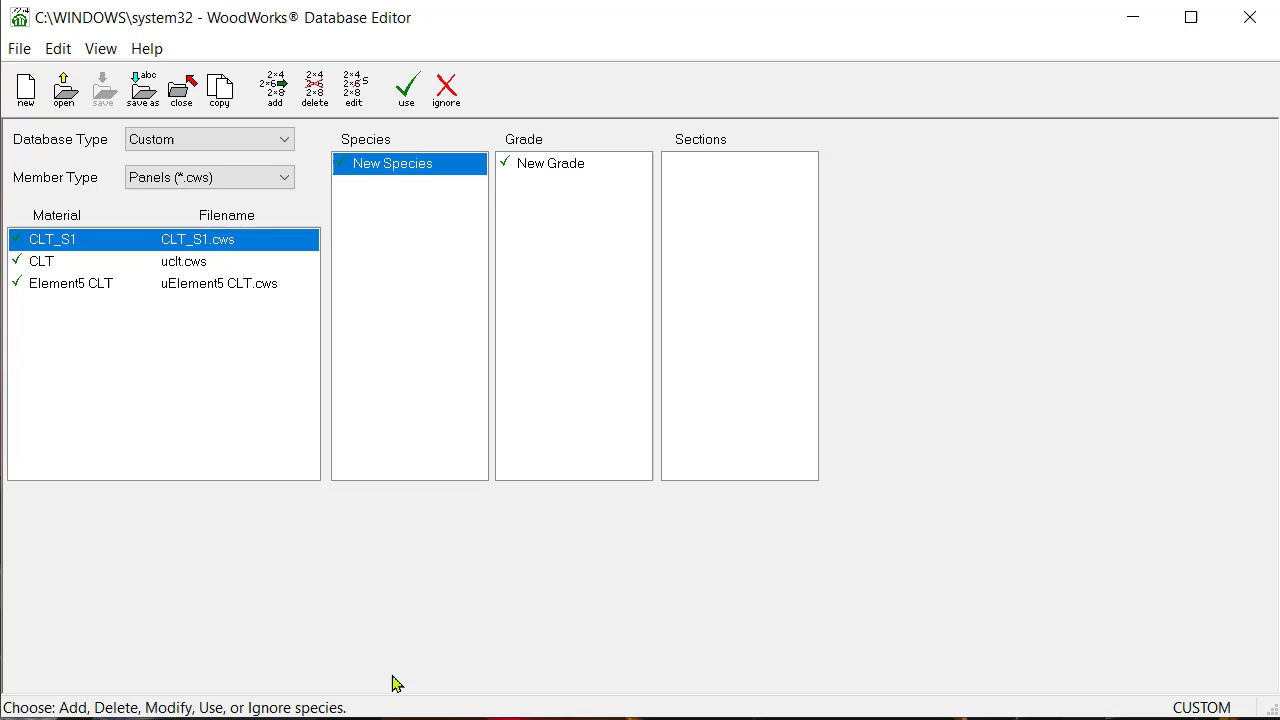 C:\WINDOWS\system32 - WoodWorks® Database Editor
File Edit View Help
new open save save as close copy add delete edit use ignore
Database Type Custom
Member Type Panels (*.cws)
Material Filename
CLT_S1 CLT_S1.cws
CLT uclt.cws
Element5 CLT uElement5 CLT.cws
Species
New Species
Grade
New Grade
Sections
Choose: Add, Delete, Modify, Use, or Ignore species.
CUSTOM